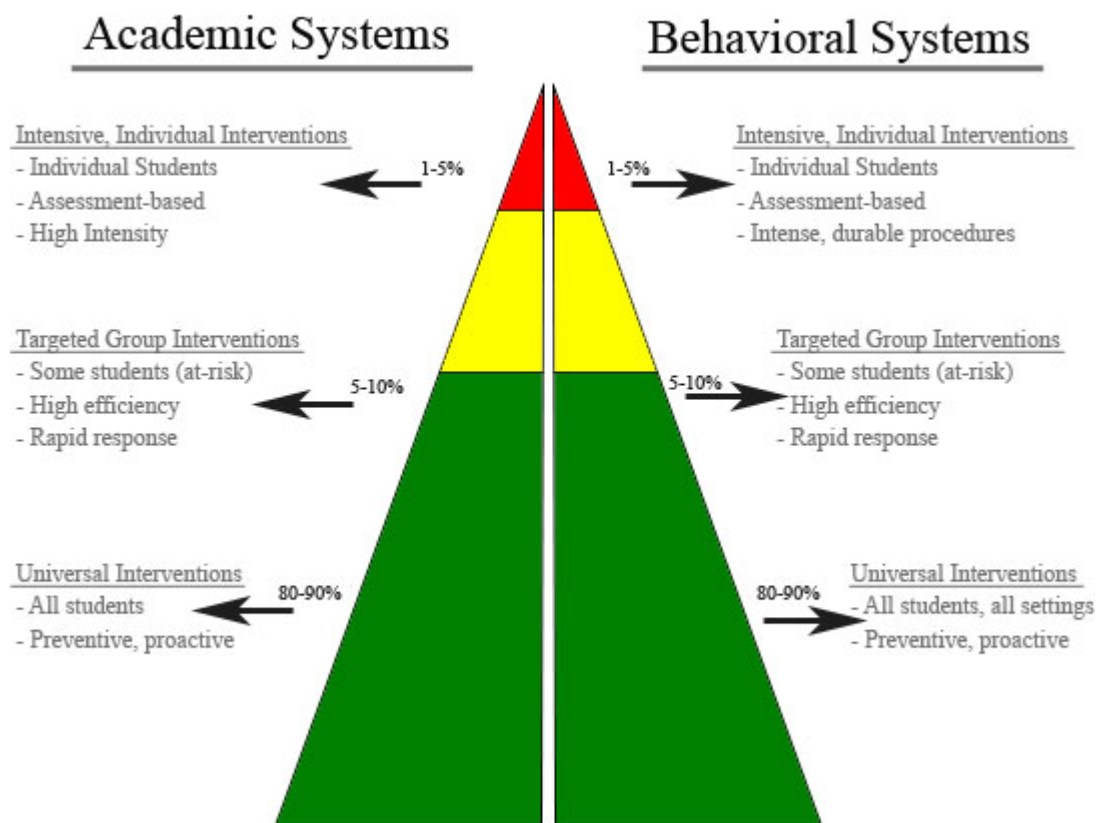 Academic Systems
Intensive, Individual Interventions
- Individual Students
- Assessment-based
- High Intensity
1-5%
Targeted Group Interventions
- Some students (at-risk)
- High efficiency
- Rapid response
5-10%
Universal Interventions
- All students
- Preventive, proactive
80-90%
Behavioral Systems
Intensive, Individual Interventions
- Individual Students
- Assessment-based
- Intense, durable procedures
1-5%
Targeted Group Interventions
- Some students (at-risk)
- High efficiency
- Rapid response
5-10%
Universal Interventions
- All students, all settings
- Preventive, proactive
80-90%